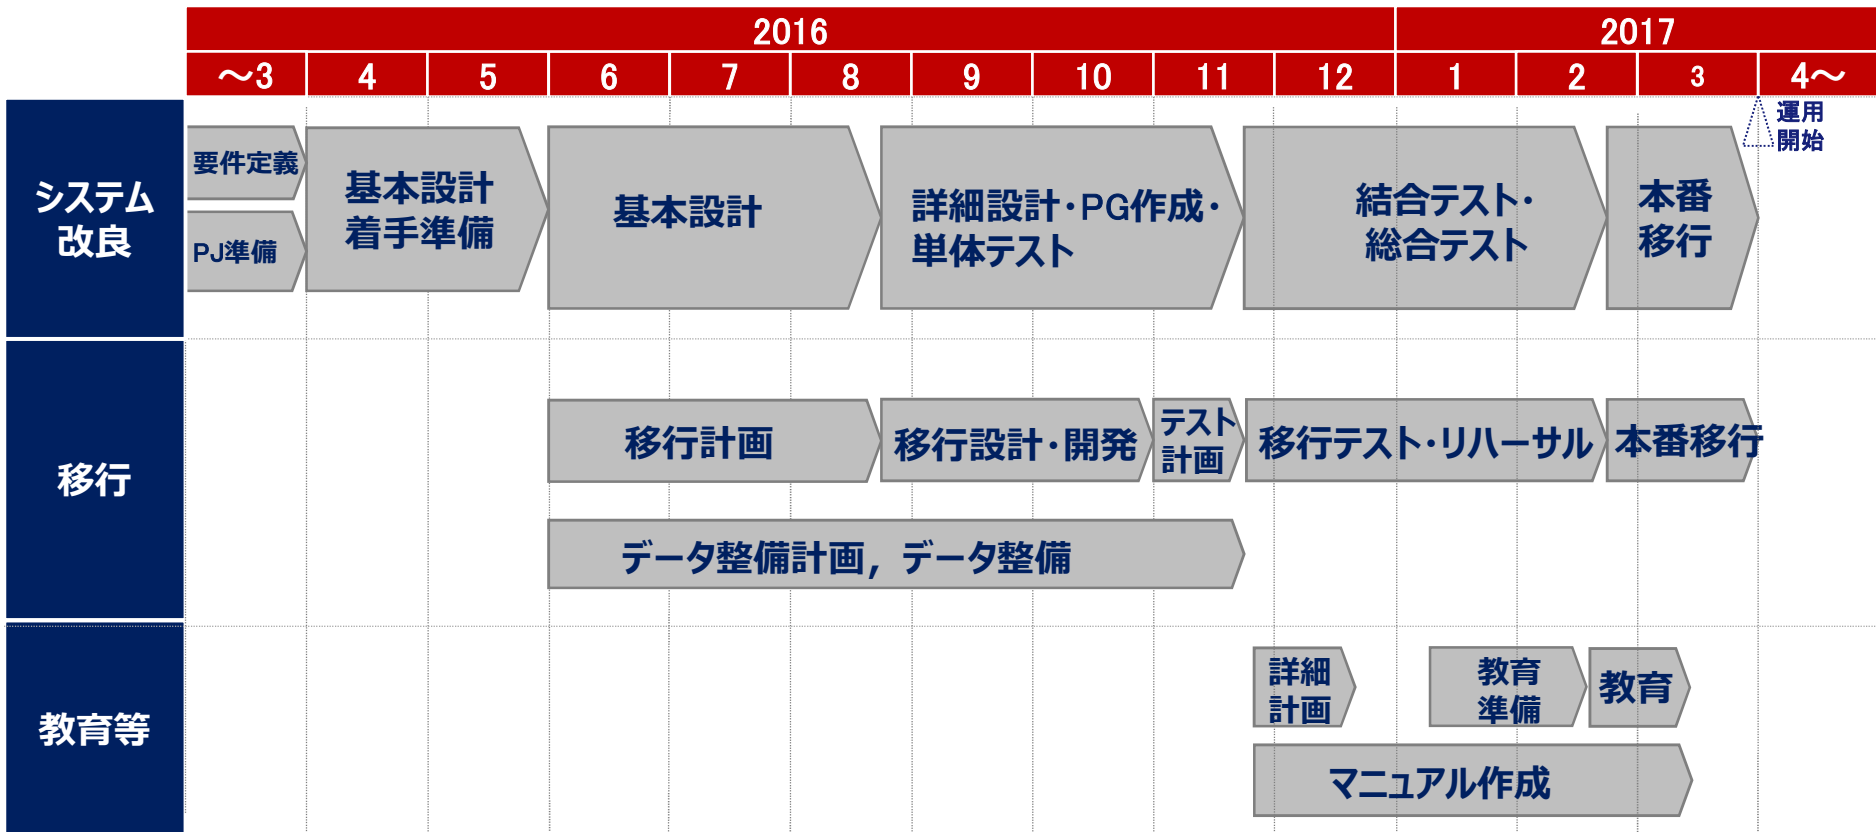 2016
2017
～3
4
5
6
7
8
9
10
11
12
1
2
3
4～
運用
開始
システム
改良
要件定義
PJ準備
基本設計
着手準備
基本設計
詳細設計・PG作成・
単体テスト
結合テスト・
総合テスト
本番
移行
移行
移行計画
移行設計・開発
テスト
計画
移行テスト・リハーサル
本番移行
データ整備計画，データ整備
教育等
詳細
計画
教育
準備
教育
マニュアル作成